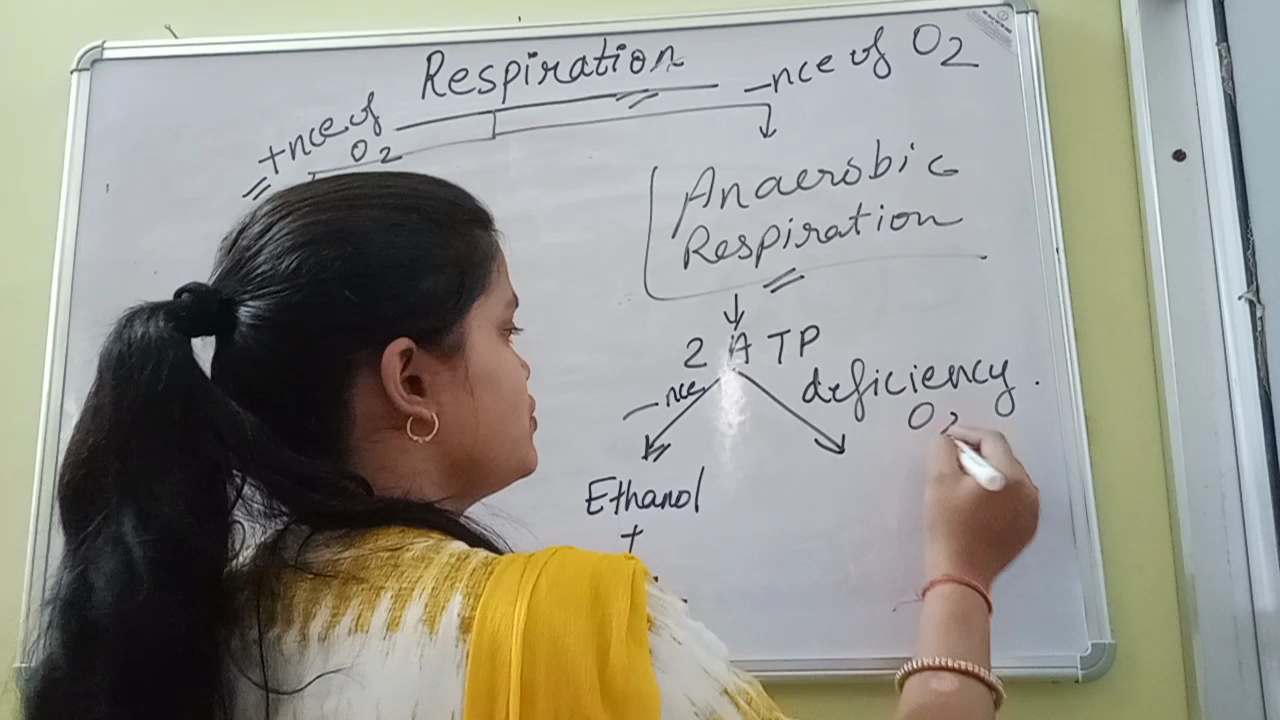 Respiration
+nce of
O2
-nce of O2
Anaerobic
Respiration
2 ATP
-nce
deficiency.
O2
Ethanol
+